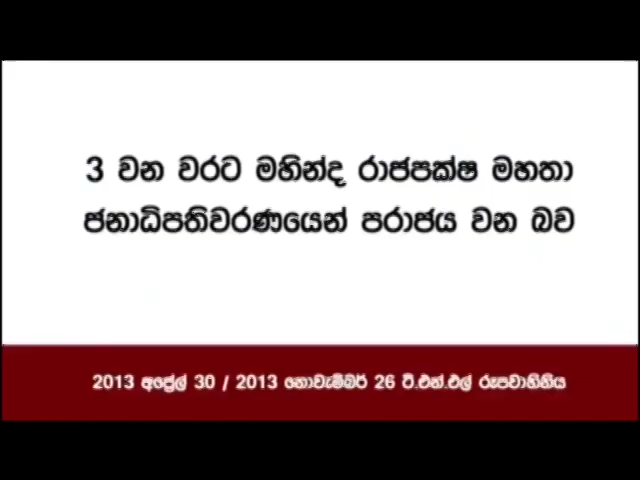 3 වන වරට මහින්ද රාජපක්ෂ මහතා
ජනාධිපතිවරණයෙන් පරාජය වන බව
2013 අප්‍රේල් 30 / 2013 නොවැම්බර් 26 ටී.එන්.එල් රූපවාහිනිය